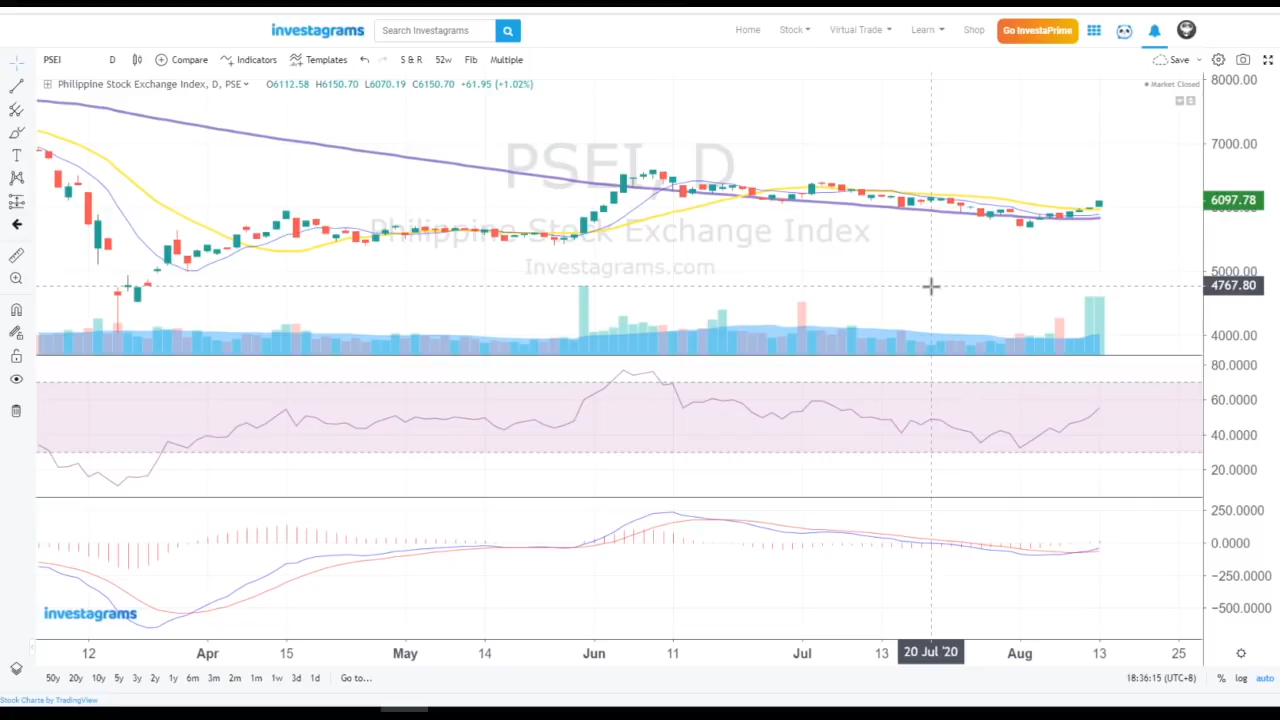 investagrams Search Investagrams Home Stock Virtual Trade Learn Shop Go InvestaPrime
PSEI D Compare Indicators Templates S & R 52w Fib Multiple Save
Philippine Stock Exchange Index, D, PSE O6112.58 H6150.70 L6070.19 C6150.70 +61.95 (+1.02%)
Market Closed
8000.00
7000.00
PSEI, D
6097.78
Philippine Stock Exchange Index
Investagrams.com
5000.00
4767.80
4000.00
80.0000
60.0000
40.0000
20.0000
250.0000
0.0000
−250.0000
−500.0000
investagrams
12 Apr 15 May 14 Jun 11 Jul 13 20 Jul '20 Aug 13 25
50y 20y 10y 5y 3y 2y 1y 6m 3m 2m 1m 1w 3d 1d Go to... 18:36:15 (UTC+8) % log auto
Stock Charts by TradingView